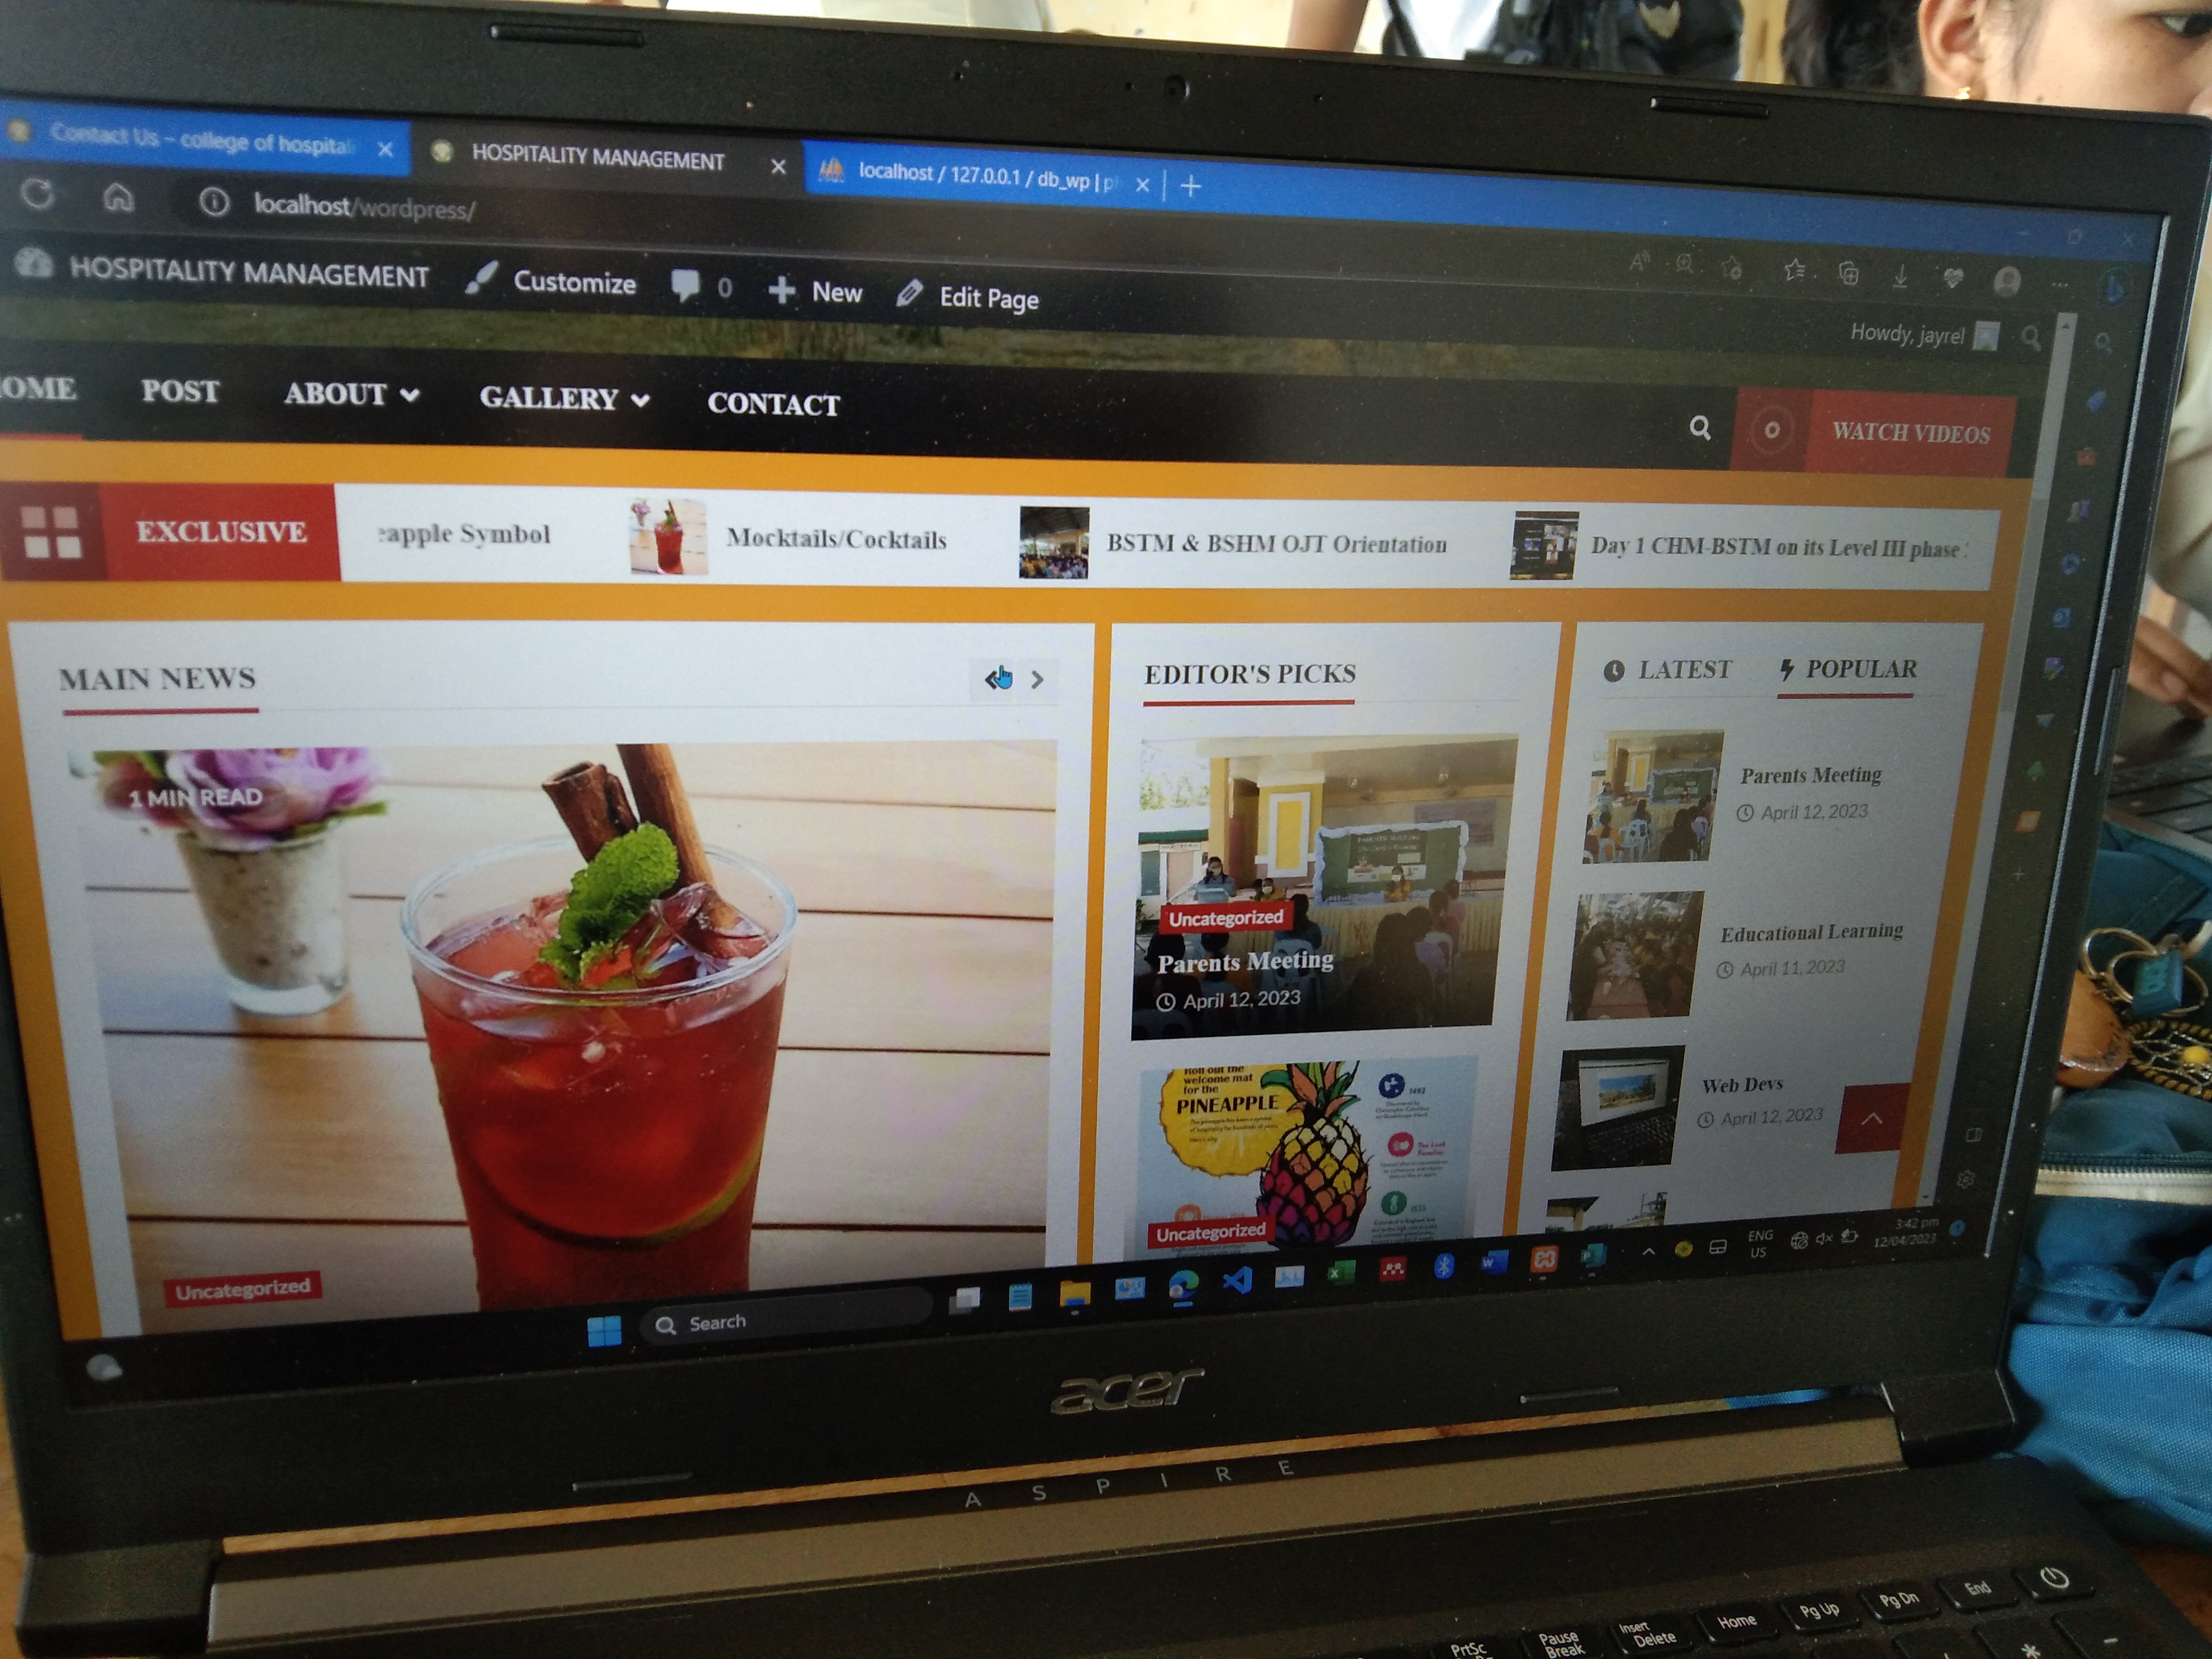 Contact Us – college of hospital
HOSPITALITY MANAGEMENT
localhost / 127.0.0.1 / db_wp | p
localhost/wordpress/
HOSPITALITY MANAGEMENT
Customize
0
New
Edit Page
Howdy, jayrel
OME
POST
ABOUT
GALLERY
CONTACT
WATCH VIDEOS
EXCLUSIVE
eapple Symbol
Mocktails/Cocktails
BSTM & BSHM OJT Orientation
Day 1 CHM-BSTM on its Level III phase
MAIN NEWS
1 MIN READ
Uncategorized
EDITOR'S PICKS
Uncategorized
Parents Meeting
April 12, 2023
Roll out the
welcome mat
for the
PINEAPPLE
1492
Uncategorized
LATEST
POPULAR
Parents Meeting
April 12, 2023
Educational Learning
April 11, 2023
Web Devs
April 12, 2023
Search
ENG
US
3:42 pm
12/04/2023
acer
ASPIRE
PrtSc
Pause
Break
Insert
Delete
Home
Pg Up
Pg Dn
End
*
-